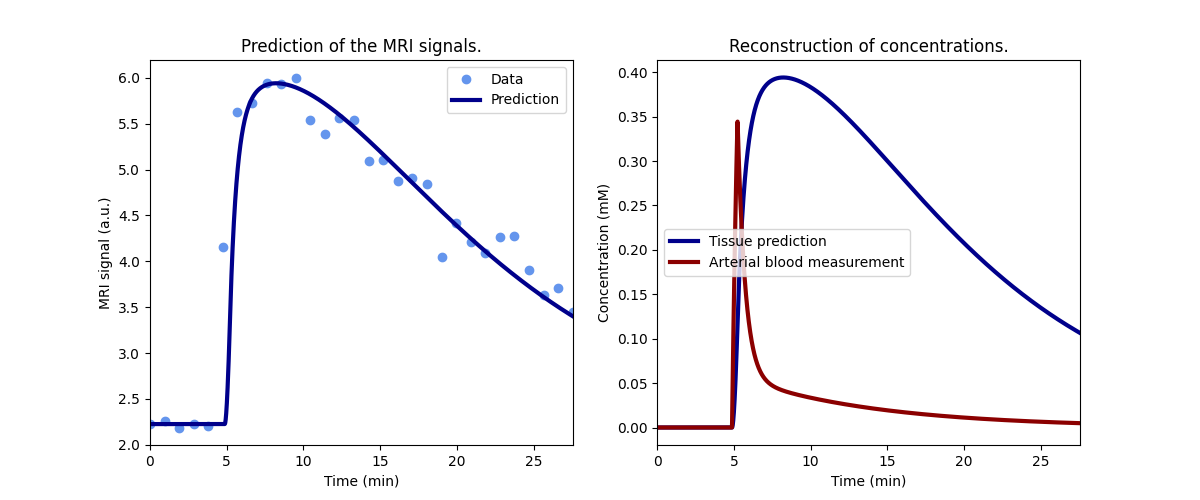 Prediction of the MRI signals.
MRI signal (a.u.)
6.0
5.5
5.0
4.5
4.0
3.5
3.0
2.5
2.0
Data
Prediction
0 5 10 15 20 25
Time (min)
Reconstruction of concentrations.
Concentration (mM)
0.40
0.35
0.30
0.25
0.20
0.15
0.10
0.05
0.00
Tissue prediction
Arterial blood measurement
0 5 10 15 20 25
Time (min)